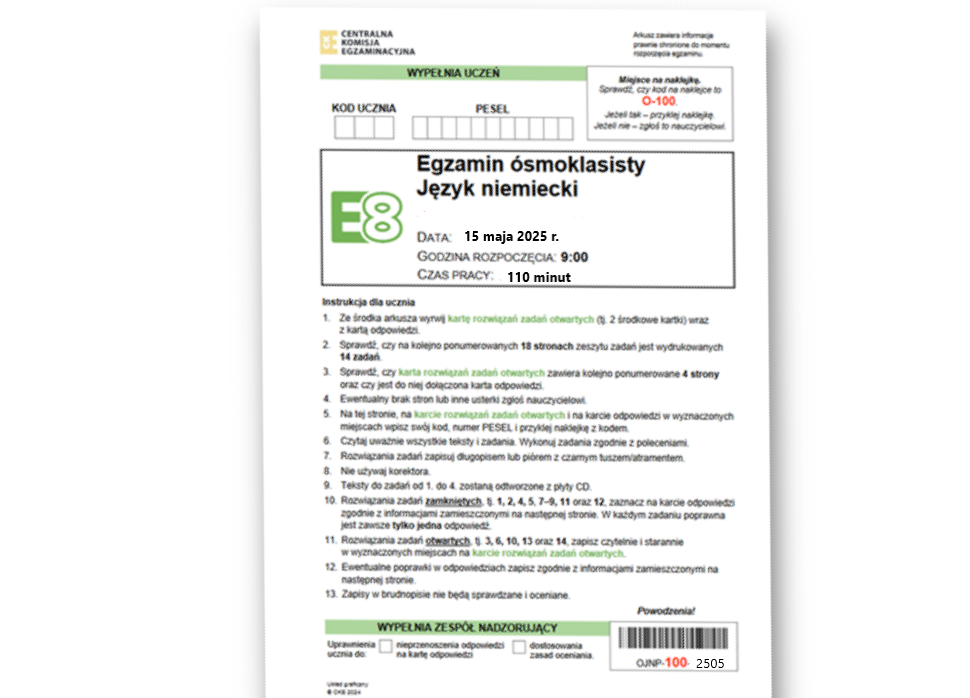 CENTRALNA
KOMISJA
EGZAMINACYJNA
Arkusz zawiera informacje
prawnie chronione do momentu
rozpoczęcia egzaminu.
WYPEŁNIA UCZEŃ
KOD UCZNIA
PESEL
Miejsce na naklejkę.
Sprawdź, czy kod na naklejce to
O-100.
Jeżeli tak – przyklej naklejkę.
Jeżeli nie – zgłoś to nauczycielowi.
E8
Egzamin ósmoklasisty
Język niemiecki
DATA: 15 maja 2025 r.
GODZINA ROZPOCZĘCIA: 9:00
CZAS PRACY: 110 minut
Instrukcja dla ucznia
1. Ze środka arkusza wyrwij kartę rozwiązań zadań otwartych (tj. 2 środkowe kartki) wraz
z kartą odpowiedzi.
2. Sprawdź, czy na kolejno ponumerowanych 18 stronach zeszytu zadań jest wydrukowanych
14 zadań.
3. Sprawdź, czy karta rozwiązań zadań otwartych zawiera kolejno ponumerowane 4 strony
oraz czy jest do niej dołączona karta odpowiedzi.
4. Ewentualny brak stron lub inne usterki zgłoś nauczycielowi.
5. Na tej stronie, na karcie rozwiązań zadań otwartych i na karcie odpowiedzi w wyznaczonych
miejscach wpisz swój kod, numer PESEL i przyklej naklejkę z kodem.
6. Czytaj uważnie wszystkie teksty i zadania. Wykonuj zadania zgodnie z poleceniami.
7. Rozwiązania zadań zapisuj długopisem lub piórem z czarnym tuszem/atramentem.
8. Nie używaj korektora.
9. Teksty do zadań od 1. do 4. zostaną odtworzone z płyty CD.
10. Rozwiązania zadań zamkniętych, tj. 1, 2, 4, 5, 7–9, 11 oraz 12, zaznacz na karcie odpowiedzi
zgodnie z informacjami zamieszczonymi na następnej stronie. W każdym zadaniu poprawna
jest zawsze tylko jedna odpowiedź.
11. Rozwiązania zadań otwartych, tj. 3, 6, 10, 13 oraz 14, zapisz czytelnie i starannie
w wyznaczonych miejscach na karcie rozwiązań zadań otwartych.
12. Ewentualne poprawki w odpowiedziach zapisz zgodnie z informacjami zamieszczonymi na
następnej stronie.
13. Zapisy w brudnopisie nie będą sprawdzane i oceniane.
Powodzenia!
WYPEŁNIA ZESPÓŁ NADZORUJĄCY
Uprawnienia
ucznia do:
nieprzenoszenia odpowiedzi
na kartę odpowiedzi
dostosowania
zasad oceniania.
OJNP-100-2505
Układ graficzny
© CKE 2024